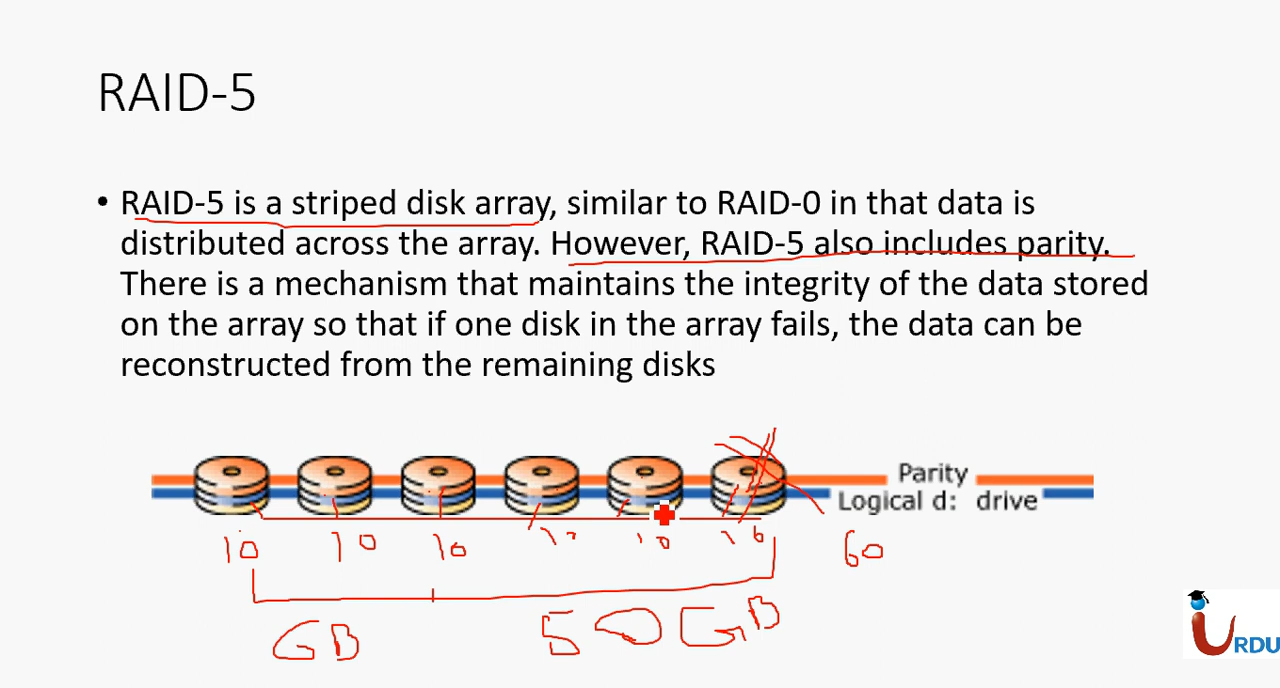 RAID-5
• RAID-5 is a striped disk array, similar to RAID-0 in that data is
distributed across the array. However, RAID-5 also includes parity.
There is a mechanism that maintains the integrity of the data stored
on the array so that if one disk in the array fails, the data can be
reconstructed from the remaining disks
Parity
Logical d: drive
10 10 10 10 10 10 60
GB 50 GB
URDU